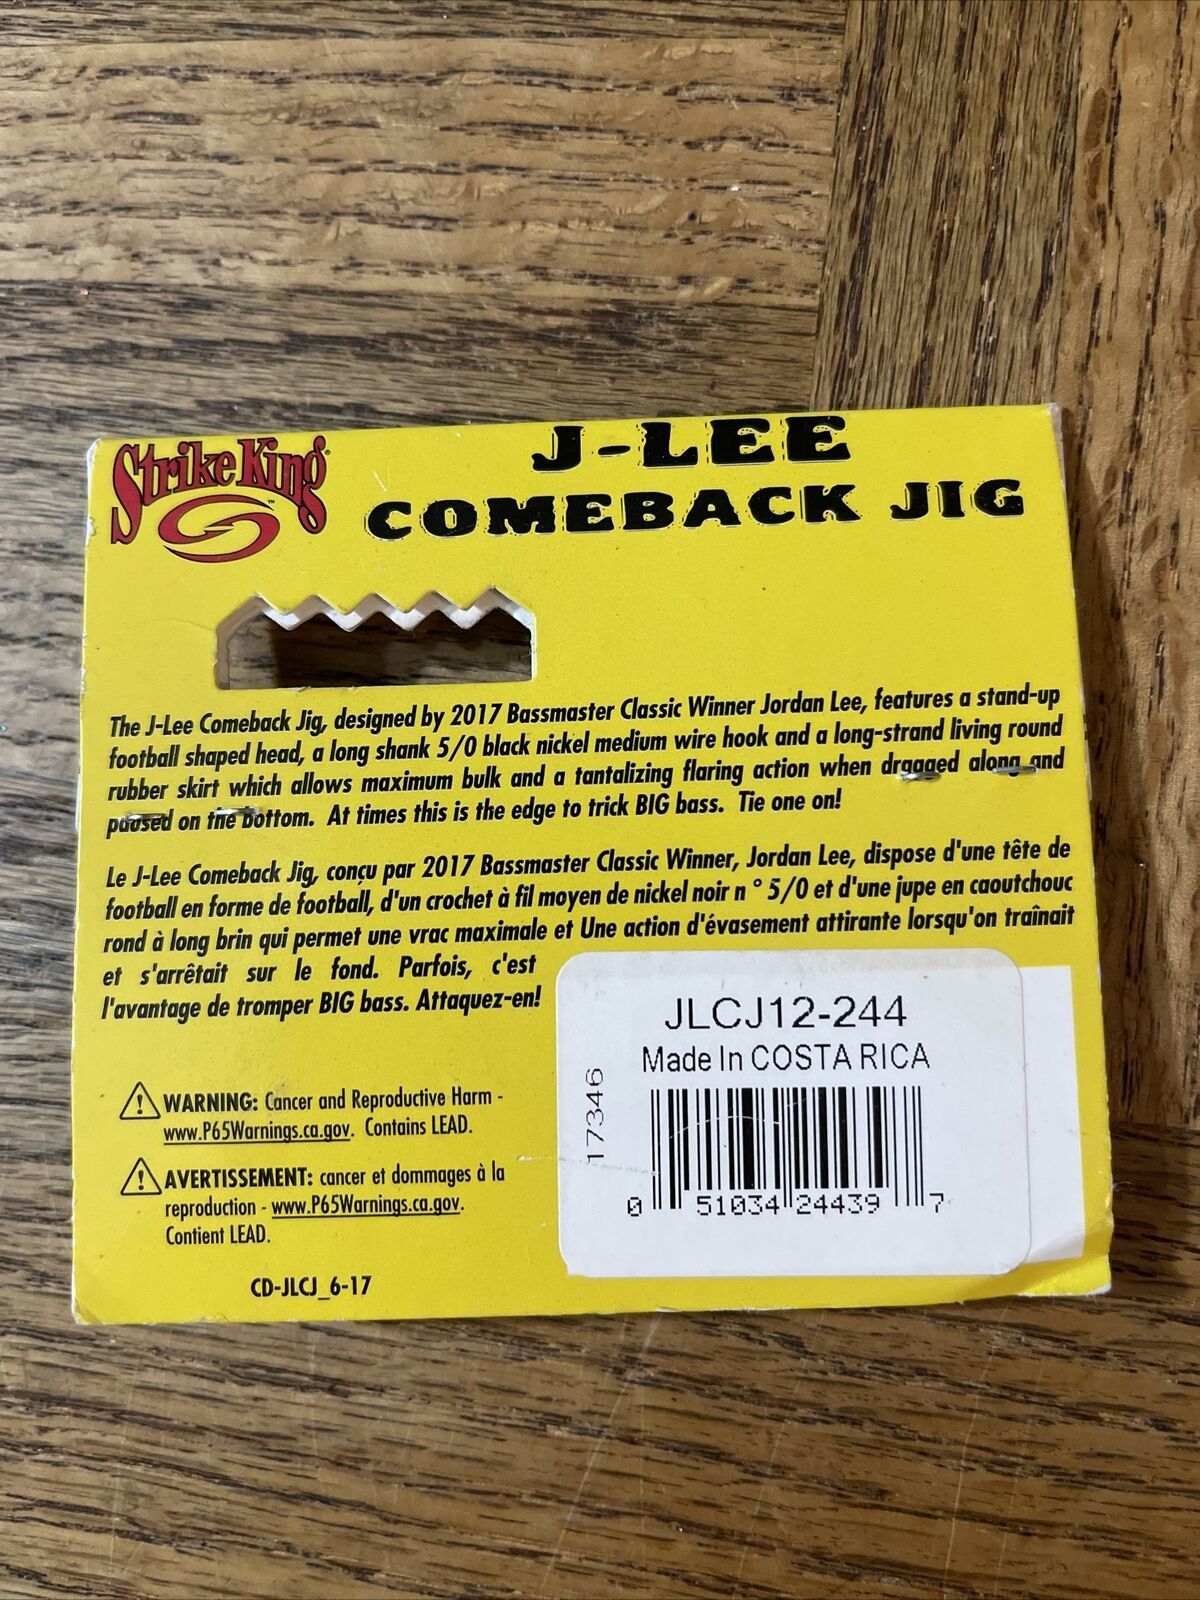 Strike King
J-LEE
COMEBACK JIG
The J-Lee Comeback Jig, designed by 2017 Bassmaster Classic Winner Jordan Lee, features a stand-up
football shaped head, a long shank 5/0 black nickel medium wire hook and a long-strand living round
rubber skirt which allows maximum bulk and a tantalizing flaring action when dragged along and
paused on the bottom. At times this is the edge to trick BIG bass. Tie one on!
Le J-Lee Comeback Jig, conçu par 2017 Bassmaster Classic Winner, Jordan Lee, dispose d'une tête de
football en forme de football, d'un crochet à fil moyen de nickel noir n ° 5/0 et d'une jupe en caoutchouc
rond à long brin qui permet une vrac maximale et Une action d'évasement attirante lorsqu'on traînait
et s'arrêtait sur le fond. Parfois, c'est
l'avantage de tromper BIG bass. Attaquez-en!
WARNING: Cancer and Reproductive Harm -
www.P65Warnings.ca.gov. Contains LEAD.
AVERTISSEMENT: cancer et dommages à la
reproduction - www.P65Warnings.ca.gov.
Contient LEAD.
CD-JLCJ_6-17
JLCJ12-244
Made In COSTA RICA
17346
0 51034 24439 7